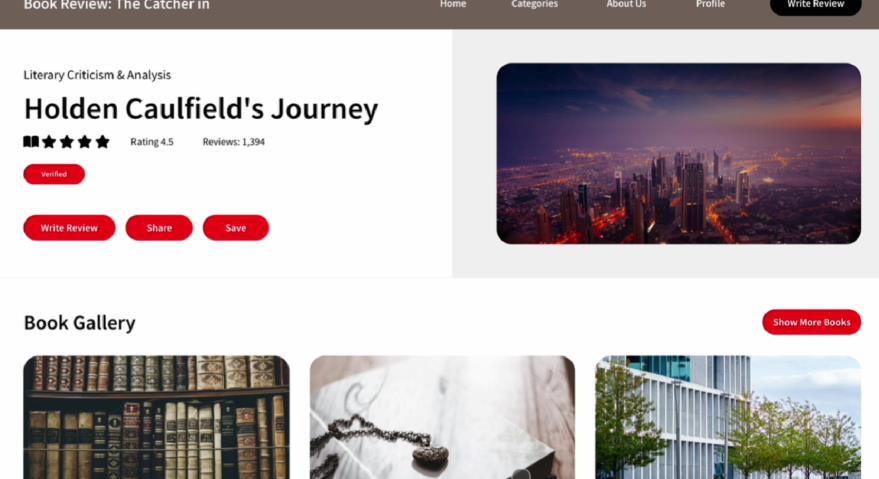 Book Review: The Catcher in
Home Categories About Us Profile Write Review
Literary Criticism & Analysis
Holden Caulfield's Journey
Rating 4.5 Reviews: 1,394
Verified
Write Review Share Save
Book Gallery
Show More Books